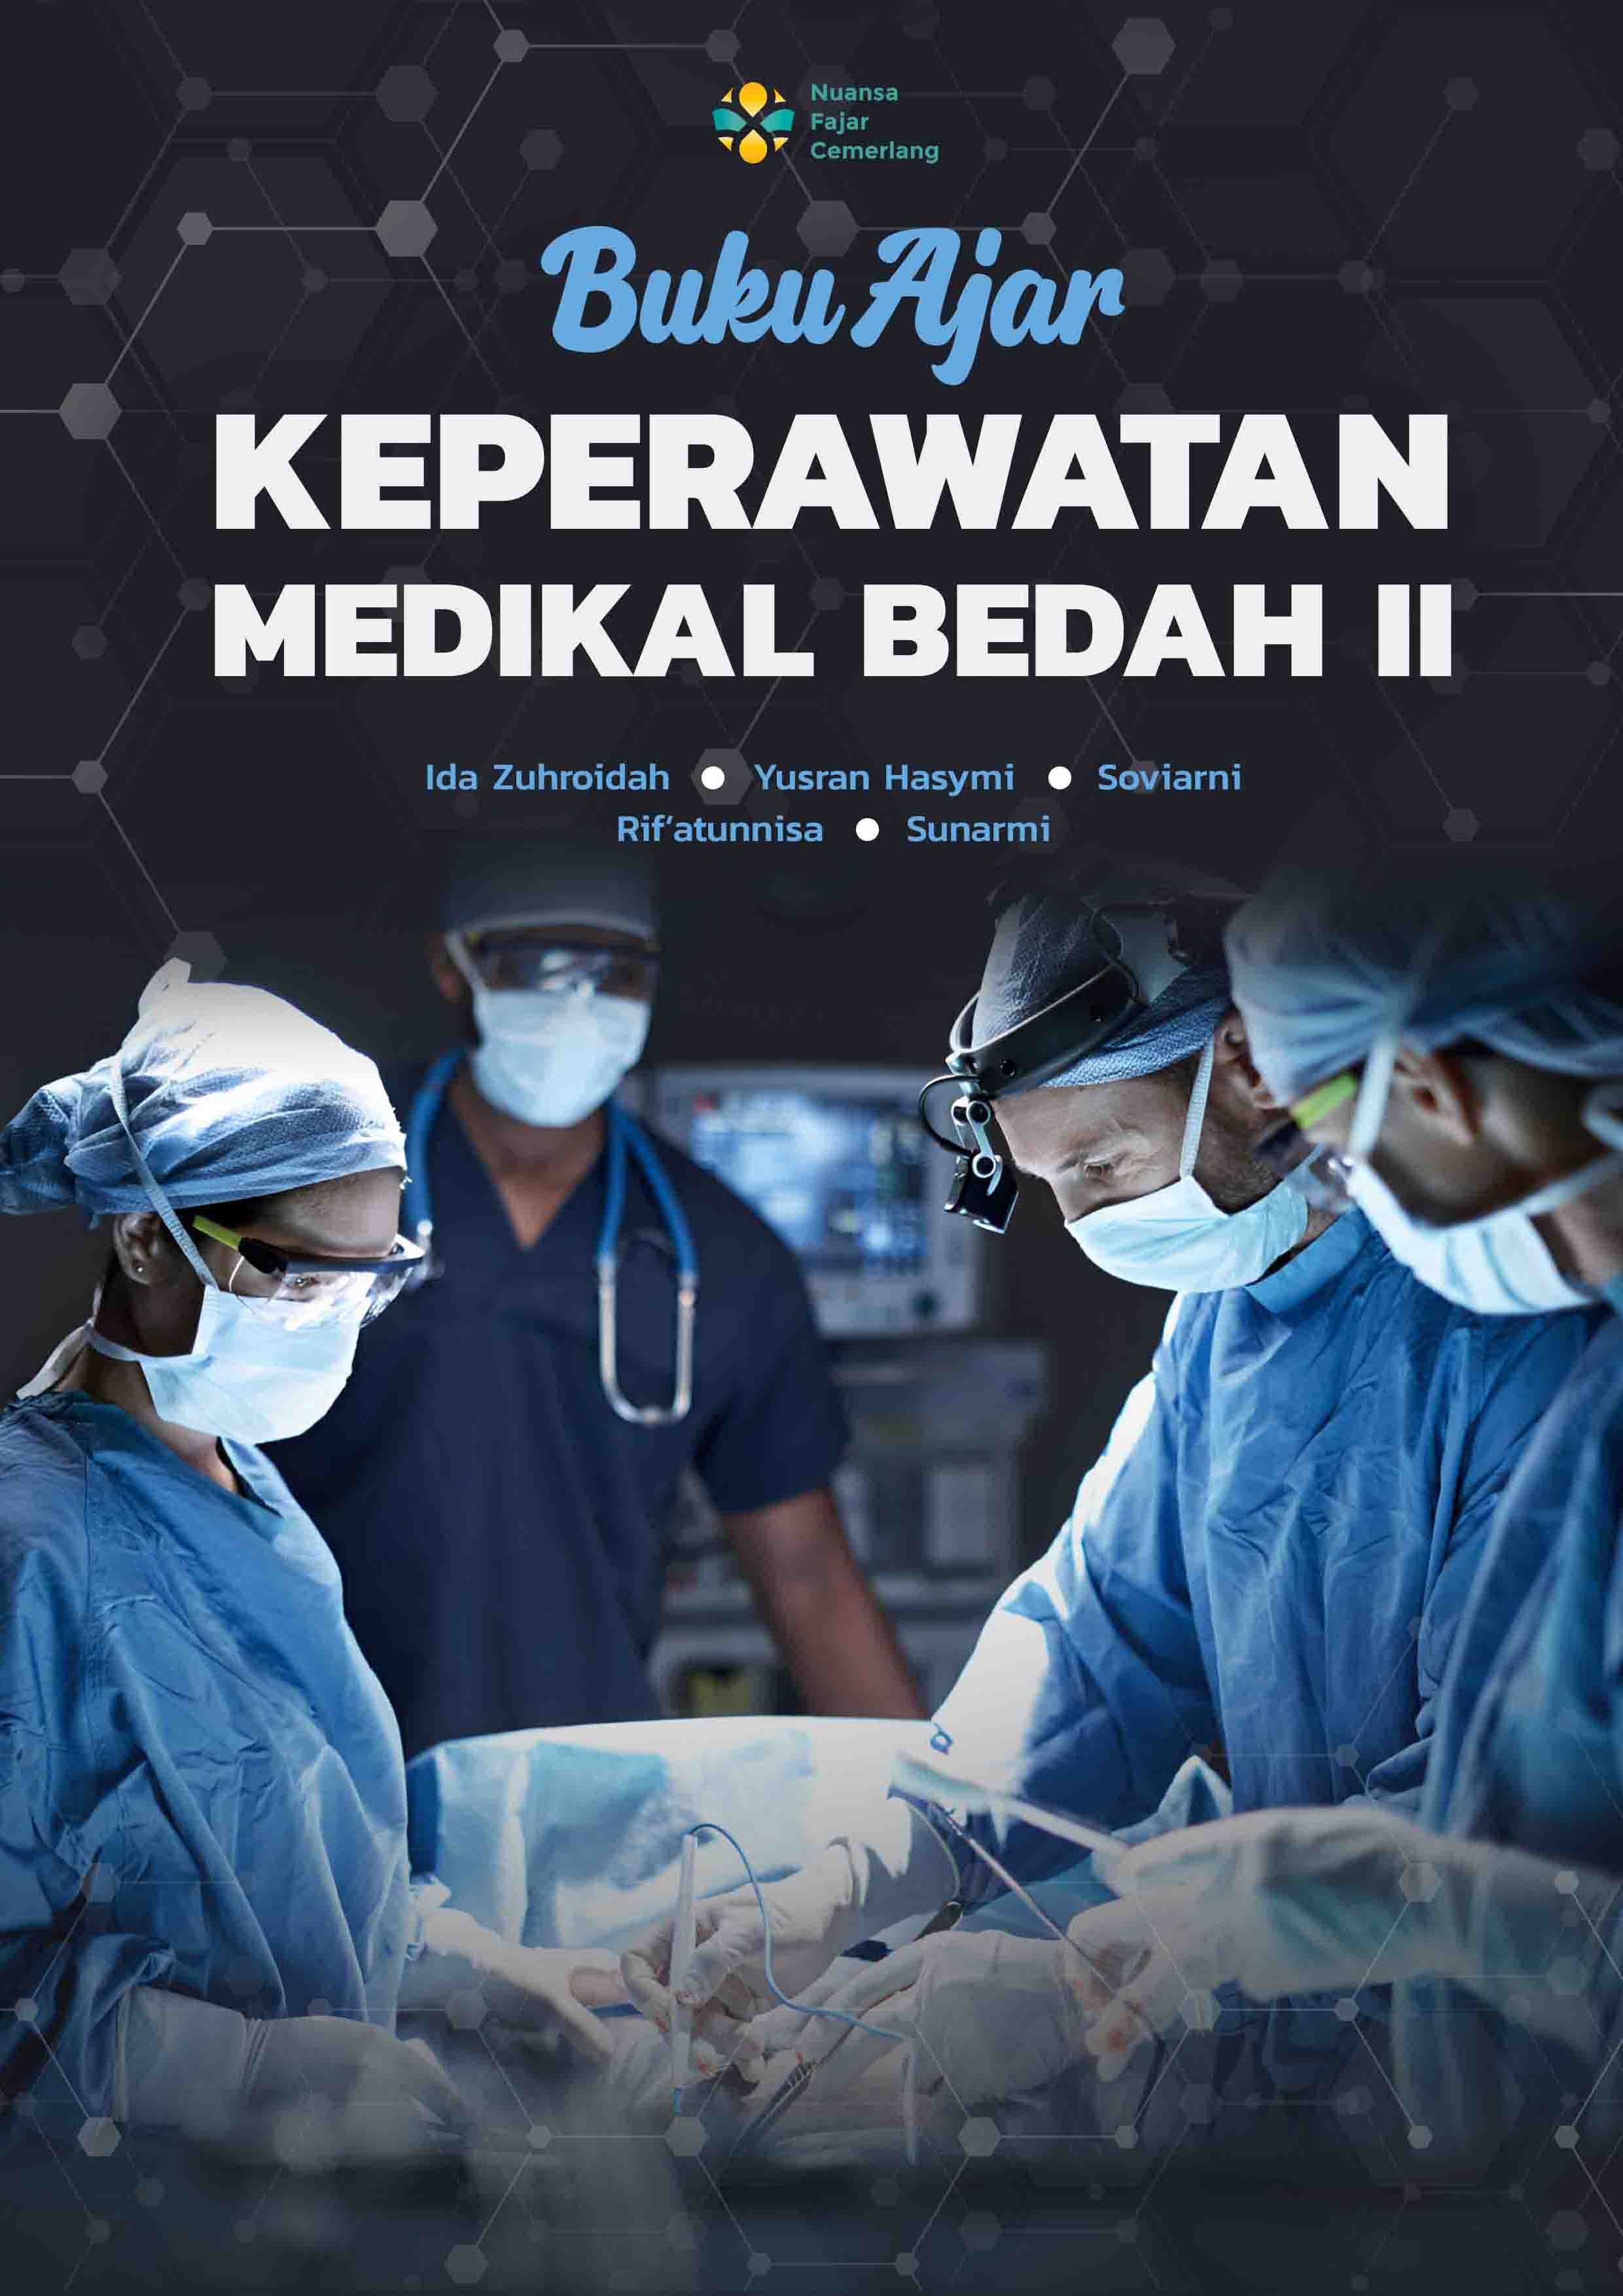 Nuansa
Fajar
Cemerlang
Buku Ajar
KEPERAWATAN
MEDIKAL BEDAH II
Ida Zuhroidah ● Yusran Hasymi ● Soviarni
Rif’atunnisa ● Sunarmi